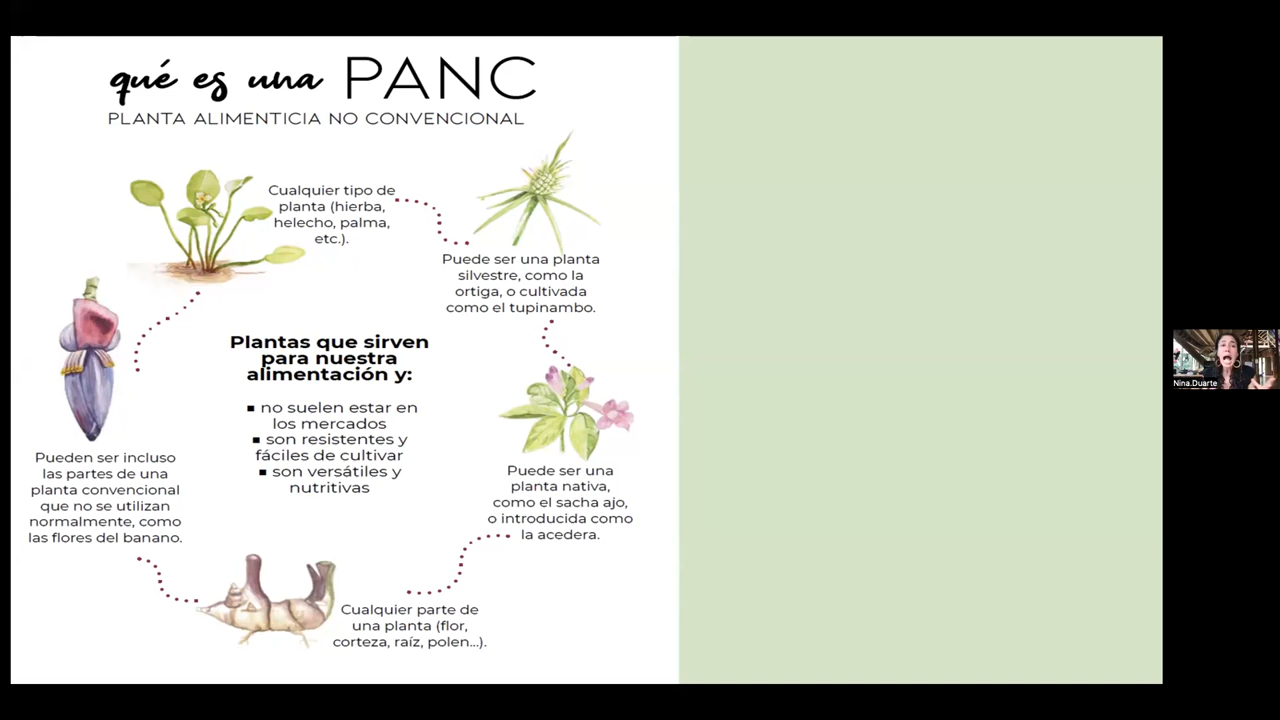 qué es una PANC
PLANTA ALIMENTICIA NO CONVENCIONAL
Cualquier tipo de
planta (hierba,
helecho, palma,
etc.).
Puede ser una planta
silvestre, como la
ortiga, o cultivada
como el tupinambo.
Plantas que sirven
para nuestra
alimentación y:
▪ no suelen estar en
los mercados
▪ son resistentes y
fáciles de cultivar
▪ son versátiles y
nutritivas
Pueden ser incluso
las partes de una
planta convencional
que no se utilizan
normalmente, como
las flores del banano.
Puede ser una
planta nativa,
como el sacha ajo,
o introducida como
la acedera.
Cualquier parte de
una planta (flor,
corteza, raíz, polen...).
Nina.Duarte